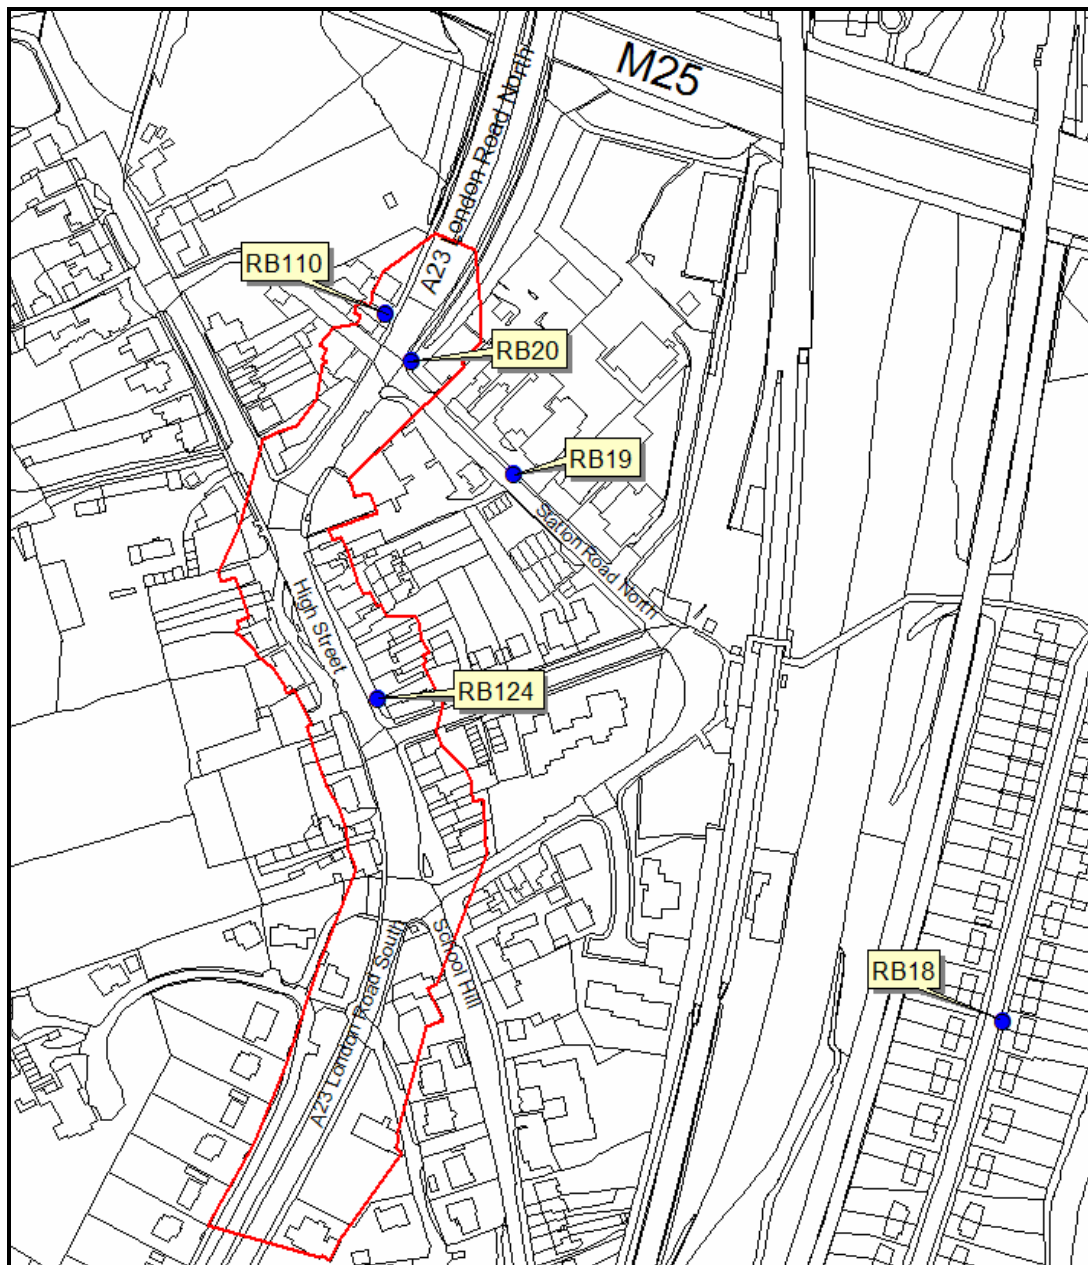 M25
A23 London Road North
RB110
RB20
RB19
Station Road North
High Street
RB124
School Hill
RB18
A23 London Road South